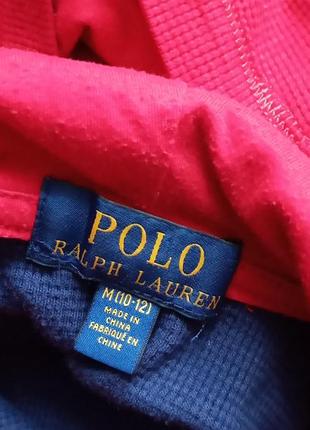 POLO
RALPH LAUREN
M(10-12)
MADE IN
CHINA
FABRIQUÉ EN
CHINE